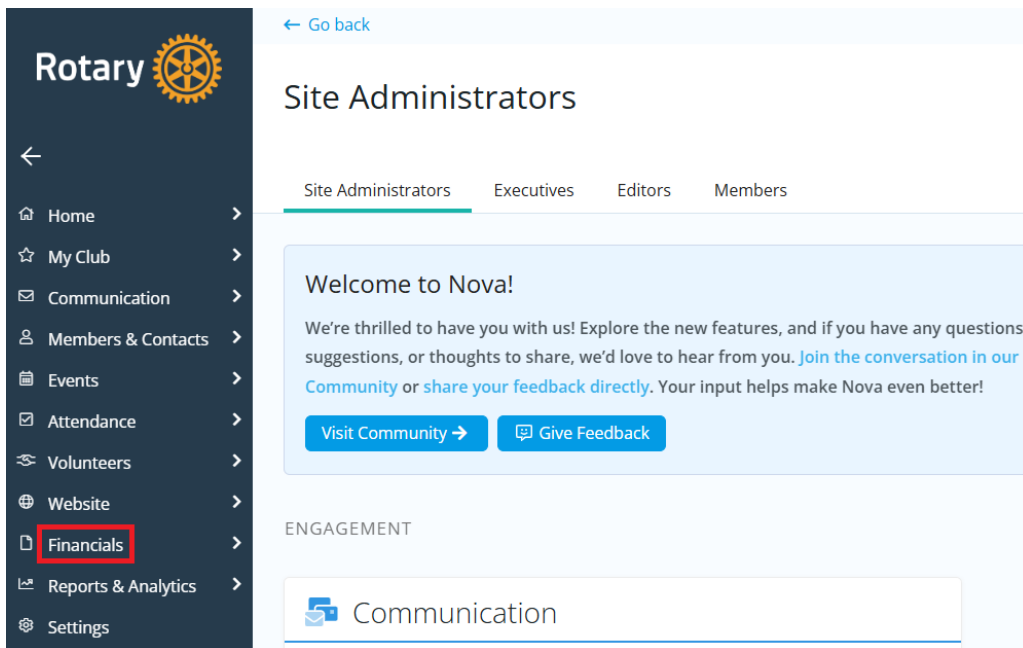 Rotary
Home
My Club
Communication
Members & Contacts
Events
Attendance
Volunteers
Website
Financials
Reports & Analytics
Settings
← Go back
Site Administrators
Site Administrators Executives Editors Members
Welcome to Nova!
We're thrilled to have you with us! Explore the new features, and if you have any questions
suggestions, or thoughts to share, we'd love to hear from you. Join the conversation in our
Community or share your feedback directly. Your input helps make Nova even better!
Visit Community → Give Feedback
ENGAGEMENT
Communication